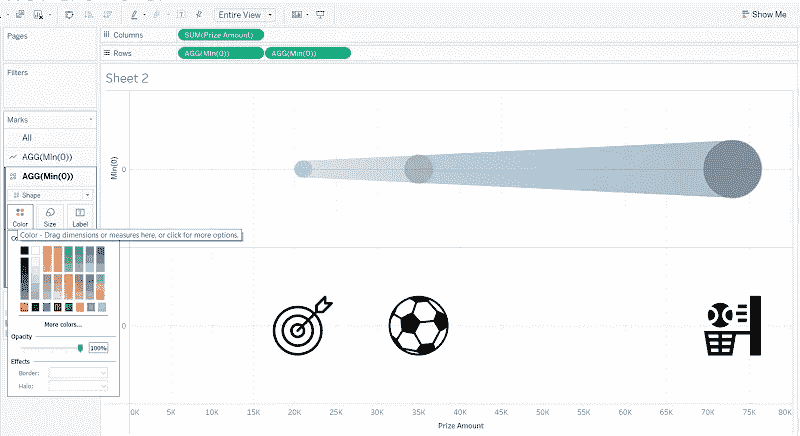 Entire View
Show Me
Pages
Columns
SUM(Prize Amount)
Rows
AGG(Min(0))
AGG(Min(0))
Filters
Sheet 2
Marks
All
AGG(Min(0))
AGG(Min(0))
Shape
Color
Size
Label
Color - Drag dimensions or measures here, or click for more options.
More colors...
Opacity
100%
Effects
Border:
Halo:
Min(0)
0
0
0K
5K
10K
15K
20K
25K
30K
35K
40K
45K
50K
55K
60K
65K
70K
75K
80K
Prize Amount